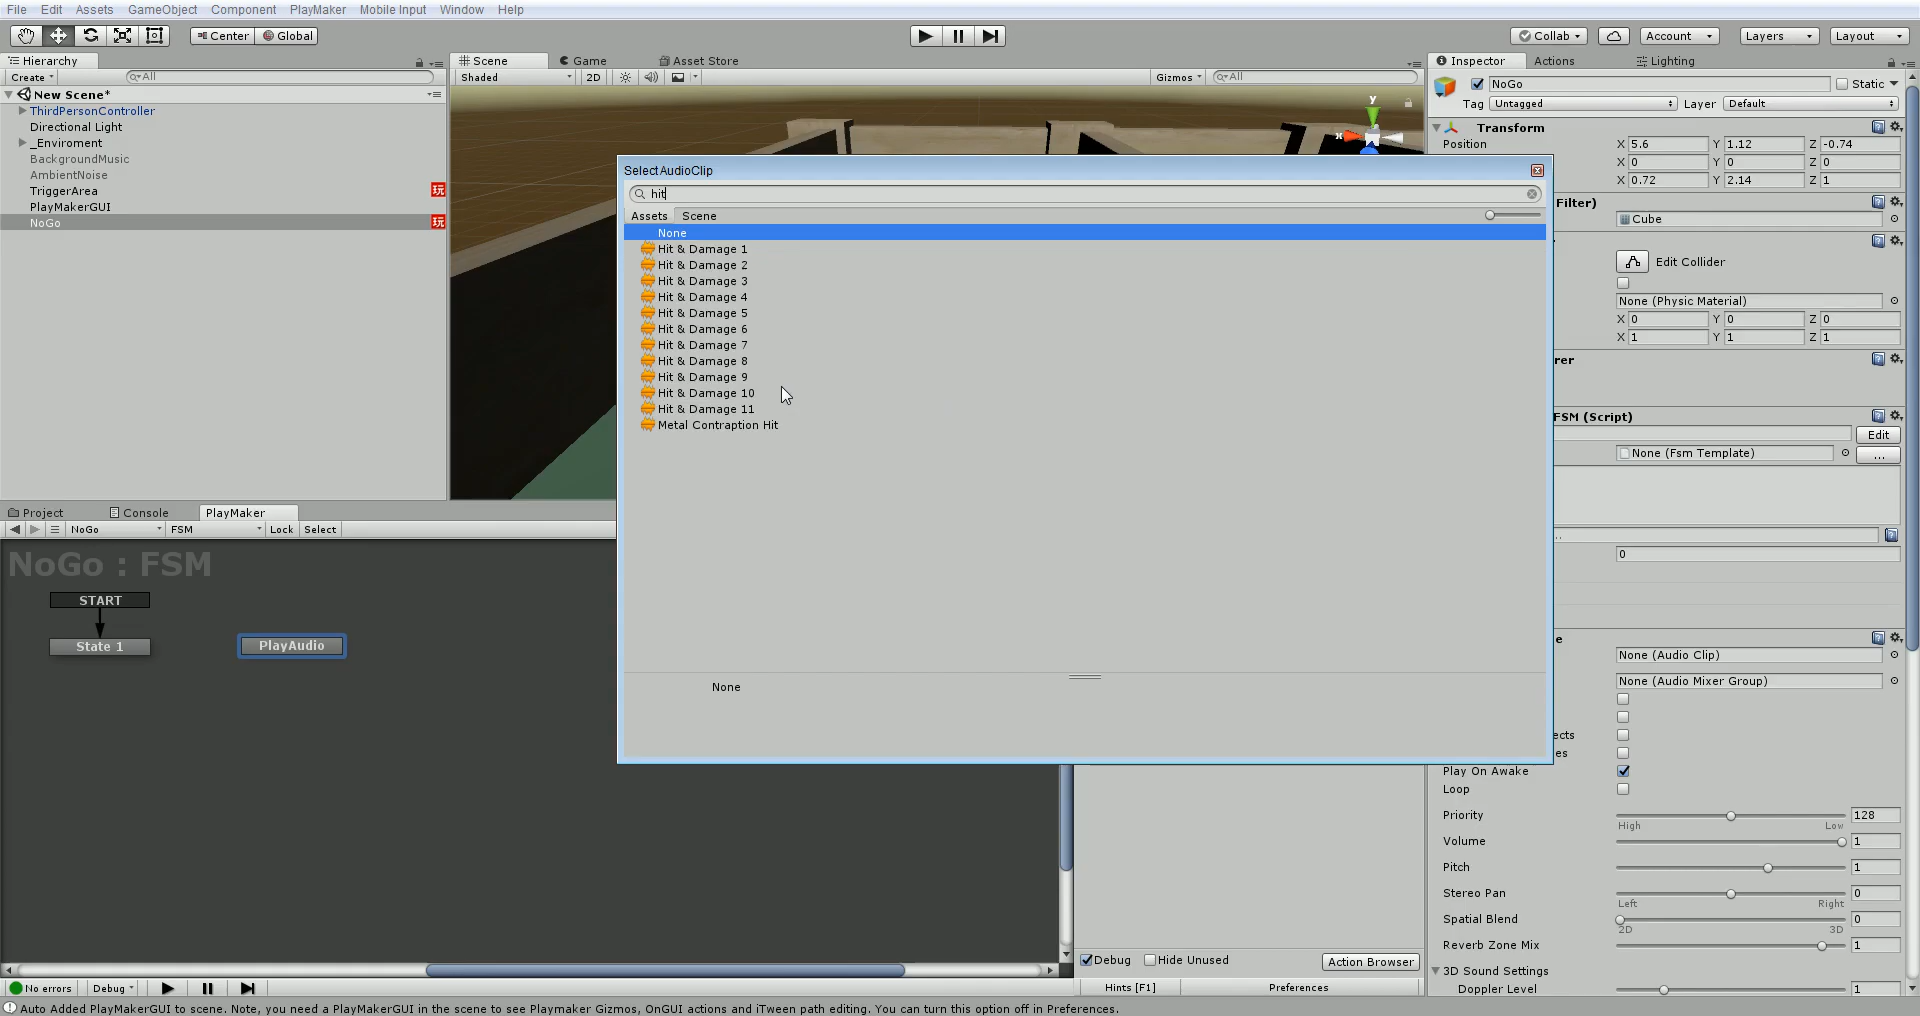 File Edit Assets GameObject Component PlayMaker Mobile Input Window Help
Center Global Collab Account Layers Layout
Hierarchy Scene Game Asset Store Inspector Actions Lighting
Create All Shaded 2D Gizmos All
NoGo Static
Tag Untagged Layer Default
New Scene*
ThirdPersonController
Directional Light
_Enviroment
BackgroundMusic
AmbientNoise
TriggerArea 玩
PlayMakerGUI
NoGo 玩
y
x
Select AudioClip
hit
Assets Scene
None
Hit & Damage 1
Hit & Damage 2
Hit & Damage 3
Hit & Damage 4
Hit & Damage 5
Hit & Damage 6
Hit & Damage 7
Hit & Damage 8
Hit & Damage 9
Hit & Damage 10
Hit & Damage 11
Metal Contraption Hit
None
Transform
Position X 5.6 Y 1.12 Z -0.74
X 0 Y 0 Z 0
X 0.72 Y 2.14 Z 1
Filter)
Cube
Edit Collider
None (Physic Material)
X 0 Y 0 Z 0
X 1 Y 1 Z 1
rer
FSM (Script)
Edit
None (Fsm Template) ...
..
0
e
None (Audio Clip)
None (Audio Mixer Group)
ects
es
Play On Awake
Loop
Priority 128
High Low
Volume 1
Pitch 1
Stereo Pan 0
Left Right
Spatial Blend 0
2D 3D
Reverb Zone Mix 1
3D Sound Settings
Doppler Level 1
Project Console PlayMaker
NoGo FSM Lock Select
NoGo : FSM
START
State 1 PlayAudio
Debug Hide Unused Action Browser
No errors Debug Hints [F1] Preferences
Auto Added PlayMakerGUI to scene. Note, you need a PlayMakerGUI in the scene to see Playmaker Gizmos, OnGUI actions and iTween path editing. You can turn this option off in Preferences.